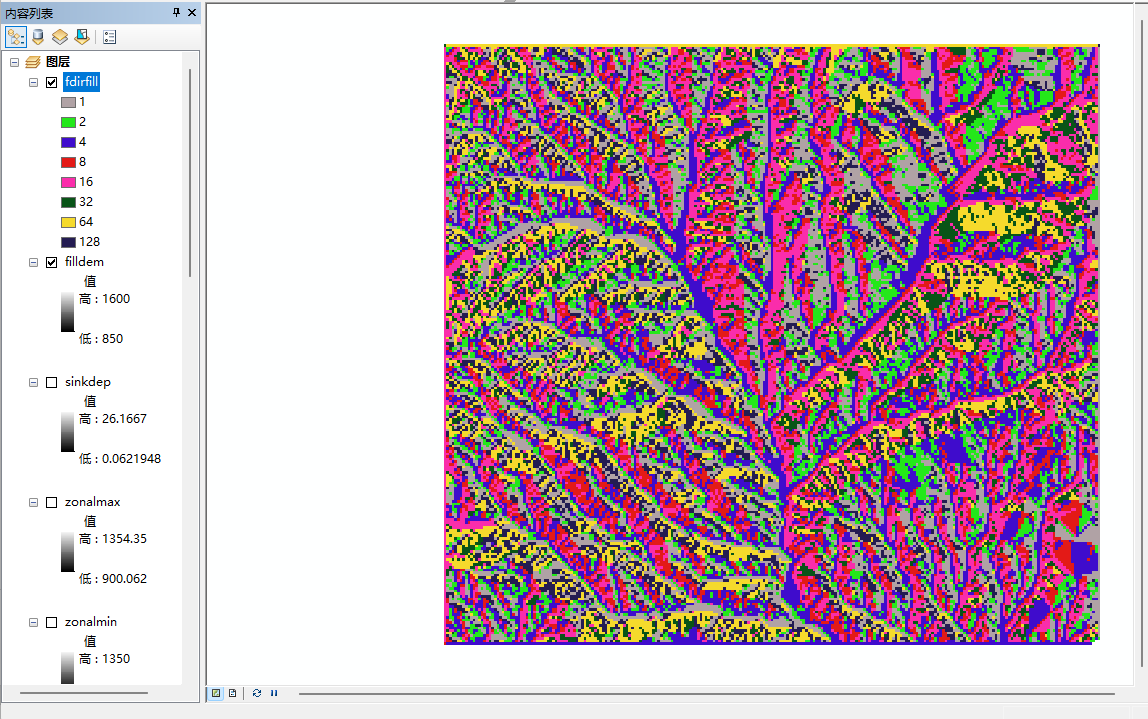 内容列表
图层
fdirfill
1
2
4
8
16
32
64
128
filldem
值
高 : 1600
低 : 850
sinkdep
值
高 : 26.1667
低 : 0.0621948
zonalmax
值
高 : 1354.35
低 : 900.062
zonalmin
值
高 : 1350